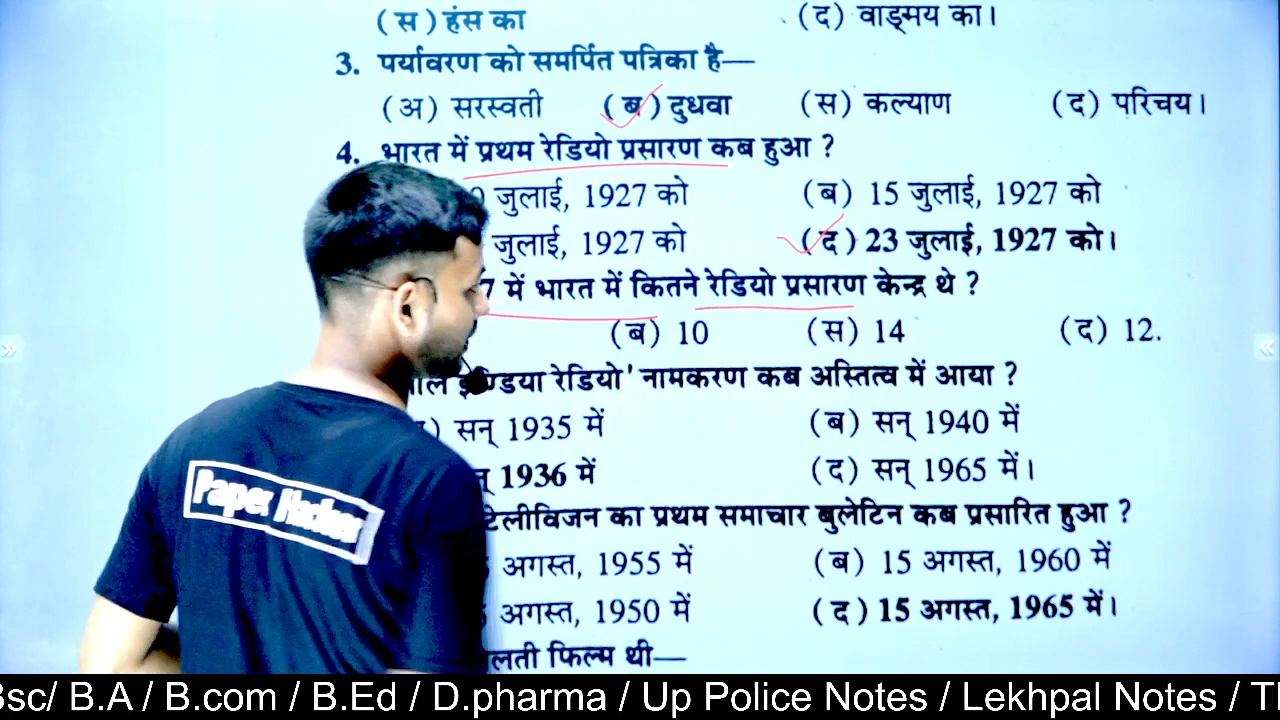 (स) हंस का (द) वाङ्मय का।
3. पर्यावरण को समर्पित पत्रिका है—
(अ) सरस्वती (ब) दुधवा (स) कल्याण (द) परिचय।
4. भारत में प्रथम रेडियो प्रसारण कब हुआ ?
जुलाई, 1927 को (ब) 15 जुलाई, 1927 को
जुलाई, 1927 को (द) 23 जुलाई, 1927 को।
7 में भारत में कितने रेडियो प्रसारण केन्द्र थे ?
(ब) 10 (स) 14 (द) 12.
इण्डिया रेडियो' नामकरण कब अस्तित्व में आया ?
सन् 1935 में (ब) सन् 1940 में
1936 में (द) सन् 1965 में।
टेलीविजन का प्रथम समाचार बुलेटिन कब प्रसारित हुआ ?
अगस्त, 1955 में (ब) 15 अगस्त, 1960 में
अगस्त, 1950 में (द) 15 अगस्त, 1965 में।
फिल्म थी—
Paper Hacker
Bsc/ B.A / B.com / B.Ed / D.pharma / Up Police Notes / Lekhpal Notes /